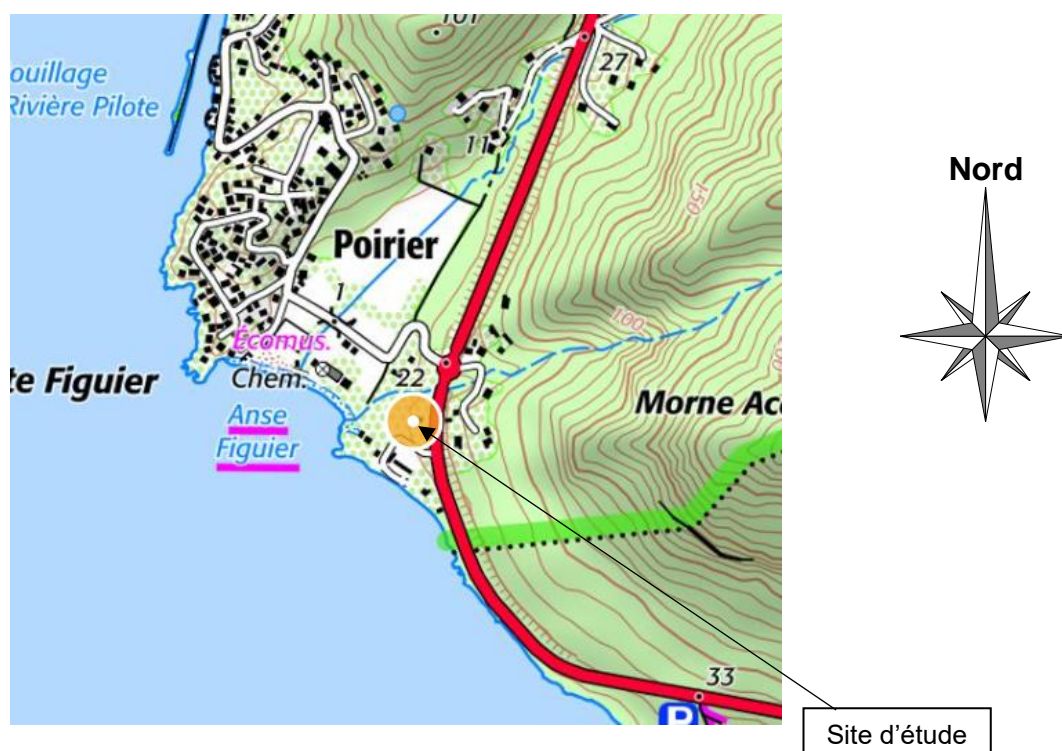 101
ouillage
Rivière Pilote
27
11
Nord
150
Poirier
1
100
Écomus.
te Figuier
Chem.
22
Morne Ac
Anse
Figuier
33
P
Site d'étude